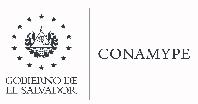 GOBIERNO DE
EL SALVADOR
CONAMYPE